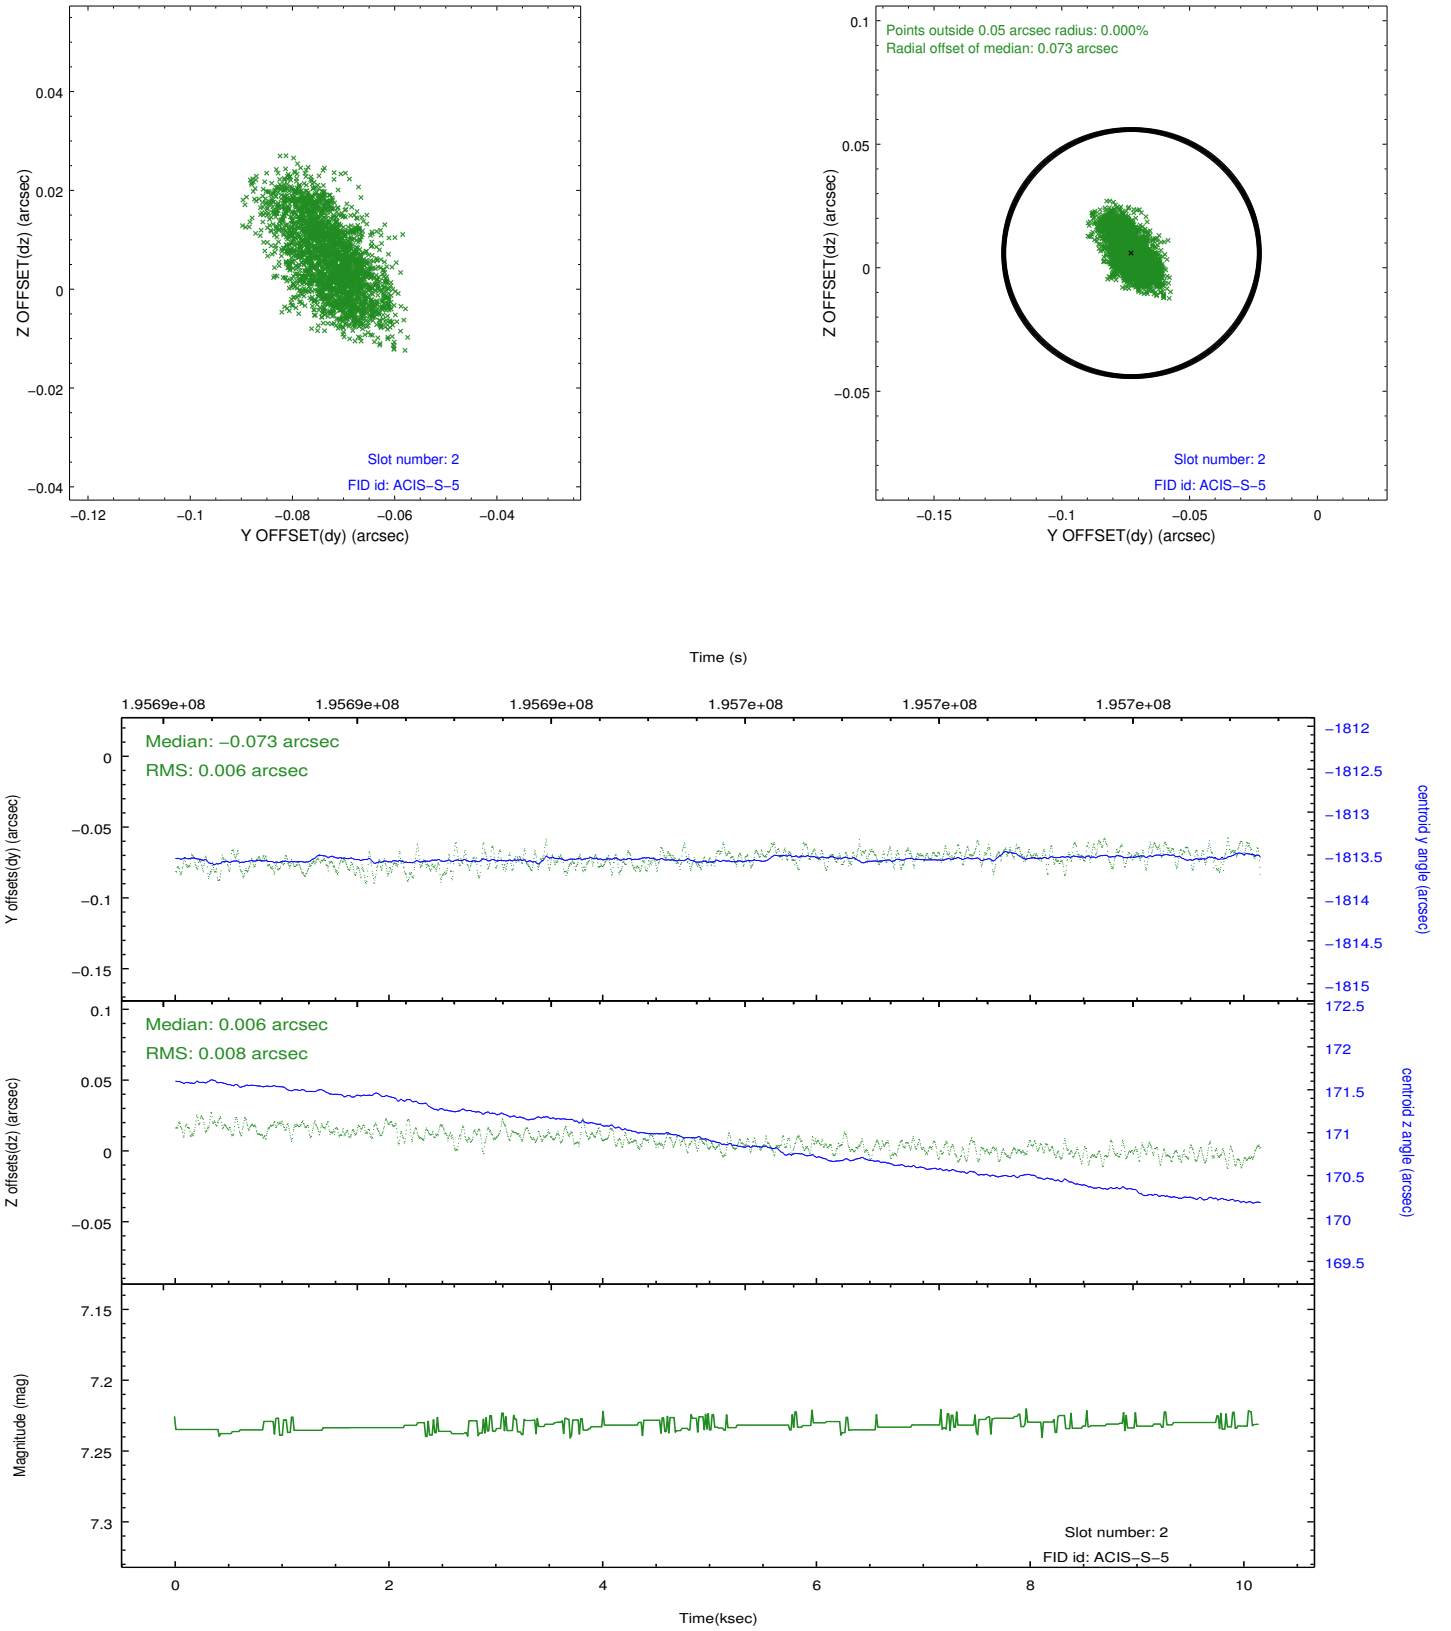 0.04
0.02
0
−0.02
−0.04
Z OFFSET(dz) (arcsec)
Slot number: 2
FID id: ACIS−S−5
−0.12
−0.1
−0.08
−0.06
−0.04
Y OFFSET(dy) (arcsec)
Points outside 0.05 arcsec radius: 0.000%
Radial offset of median: 0.073 arcsec
0.1
0.05
0
−0.05
Z OFFSET(dz) (arcsec)
Slot number: 2
FID id: ACIS−S−5
−0.15
−0.1
−0.05
0
Y OFFSET(dy) (arcsec)
Time (s)
1.9569e+08
1.9569e+08
1.9569e+08
1.957e+08
1.957e+08
1.957e+08
Median: −0.073 arcsec
RMS: 0.006 arcsec
0
−0.05
−0.1
−0.15
Y offsets(dy) (arcsec)
−1812
−1812.5
−1813
−1813.5
−1814
−1814.5
−1815
centroid y angle (arcsec)
Median: 0.006 arcsec
RMS: 0.008 arcsec
0.1
0.05
0
−0.05
Z offsets(dz) (arcsec)
172.5
172
171.5
171
170.5
170
169.5
centroid z angle (arcsec)
7.15
7.2
7.25
7.3
Magnitude (mag)
Slot number: 2
FID id: ACIS−S−5
0
2
4
6
8
10
Time(ksec)